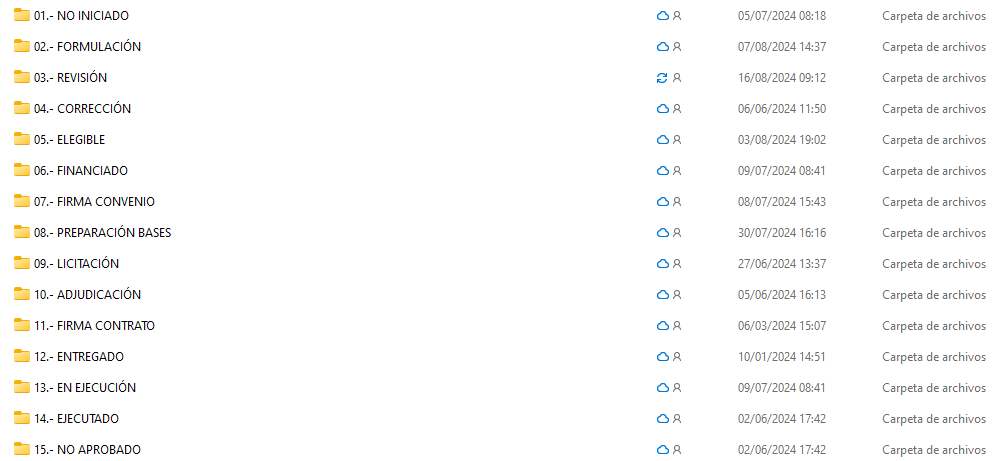 01.- NO INICIADO 05/07/2024 08:18 Carpeta de archivos
02.- FORMULACIÓN 07/08/2024 14:37 Carpeta de archivos
03.- REVISIÓN 16/08/2024 09:12 Carpeta de archivos
04.- CORRECCIÓN 06/06/2024 11:50 Carpeta de archivos
05.- ELEGIBLE 03/08/2024 19:02 Carpeta de archivos
06.- FINANCIADO 09/07/2024 08:41 Carpeta de archivos
07.- FIRMA CONVENIO 08/07/2024 15:43 Carpeta de archivos
08.- PREPARACIÓN BASES 30/07/2024 16:16 Carpeta de archivos
09.- LICITACIÓN 27/06/2024 13:37 Carpeta de archivos
10.- ADJUDICACIÓN 05/06/2024 16:13 Carpeta de archivos
11.- FIRMA CONTRATO 06/03/2024 15:07 Carpeta de archivos
12.- ENTREGADO 10/01/2024 14:51 Carpeta de archivos
13.- EN EJECUCIÓN 09/07/2024 08:41 Carpeta de archivos
14.- EJECUTADO 02/06/2024 17:42 Carpeta de archivos
15.- NO APROBADO 02/06/2024 17:42 Carpeta de archivos